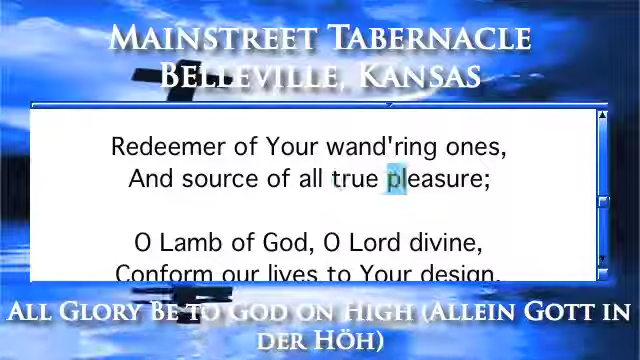 Mainstreet Tabernacle
Belleville, Kansas
Redeemer of Your wand'ring ones,
And source of all true pleasure;
O Lamb of God, O Lord divine,
Conform our lives to Your design,
All Glory Be to God on High (Allein Gott in
der Höh)